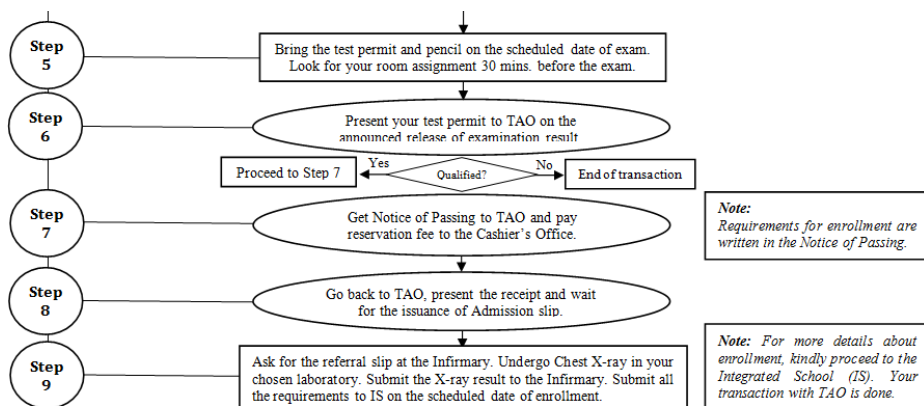 Step
5
Bring the test permit and pencil on the scheduled date of exam.
Look for your room assignment 30 mins. before the exam.
Step
6
Present your test permit to TAO on the
announced release of examination result
Proceed to Step 7
Yes
Qualified?
No
End of transaction
Step
7
Get Notice of Passing to TAO and pay
reservation fee to the Cashier's Office.
Note:
Requirements for enrollment are
written in the Notice of Passing.
Step
8
Go back to TAO, present the receipt and wait
for the issuance of Admission slip.
Step
9
Ask for the referral slip at the Infirmary. Undergo Chest X-ray in your
chosen laboratory. Submit the X-ray result to the Infirmary. Submit all
the requirements to IS on the scheduled date of enrollment.
Note: For more details about
enrollment, kindly proceed to the
Integrated School (IS). Your
transaction with TAO is done.